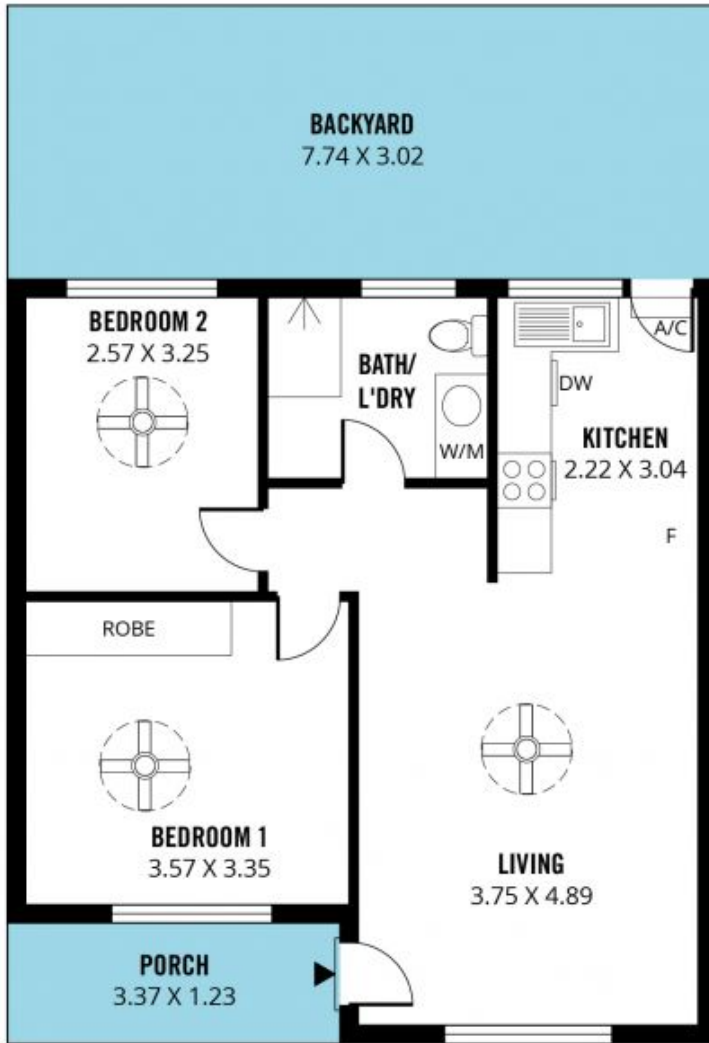 BACKYARD
7.74 X 3.02
BEDROOM 2
2.57 X 3.25
BATH/
L'DRY
W/M
A/C
DW
KITCHEN
2.22 X 3.04
F
ROBE
BEDROOM 1
3.57 X 3.35
LIVING
3.75 X 4.89
PORCH
3.37 X 1.23